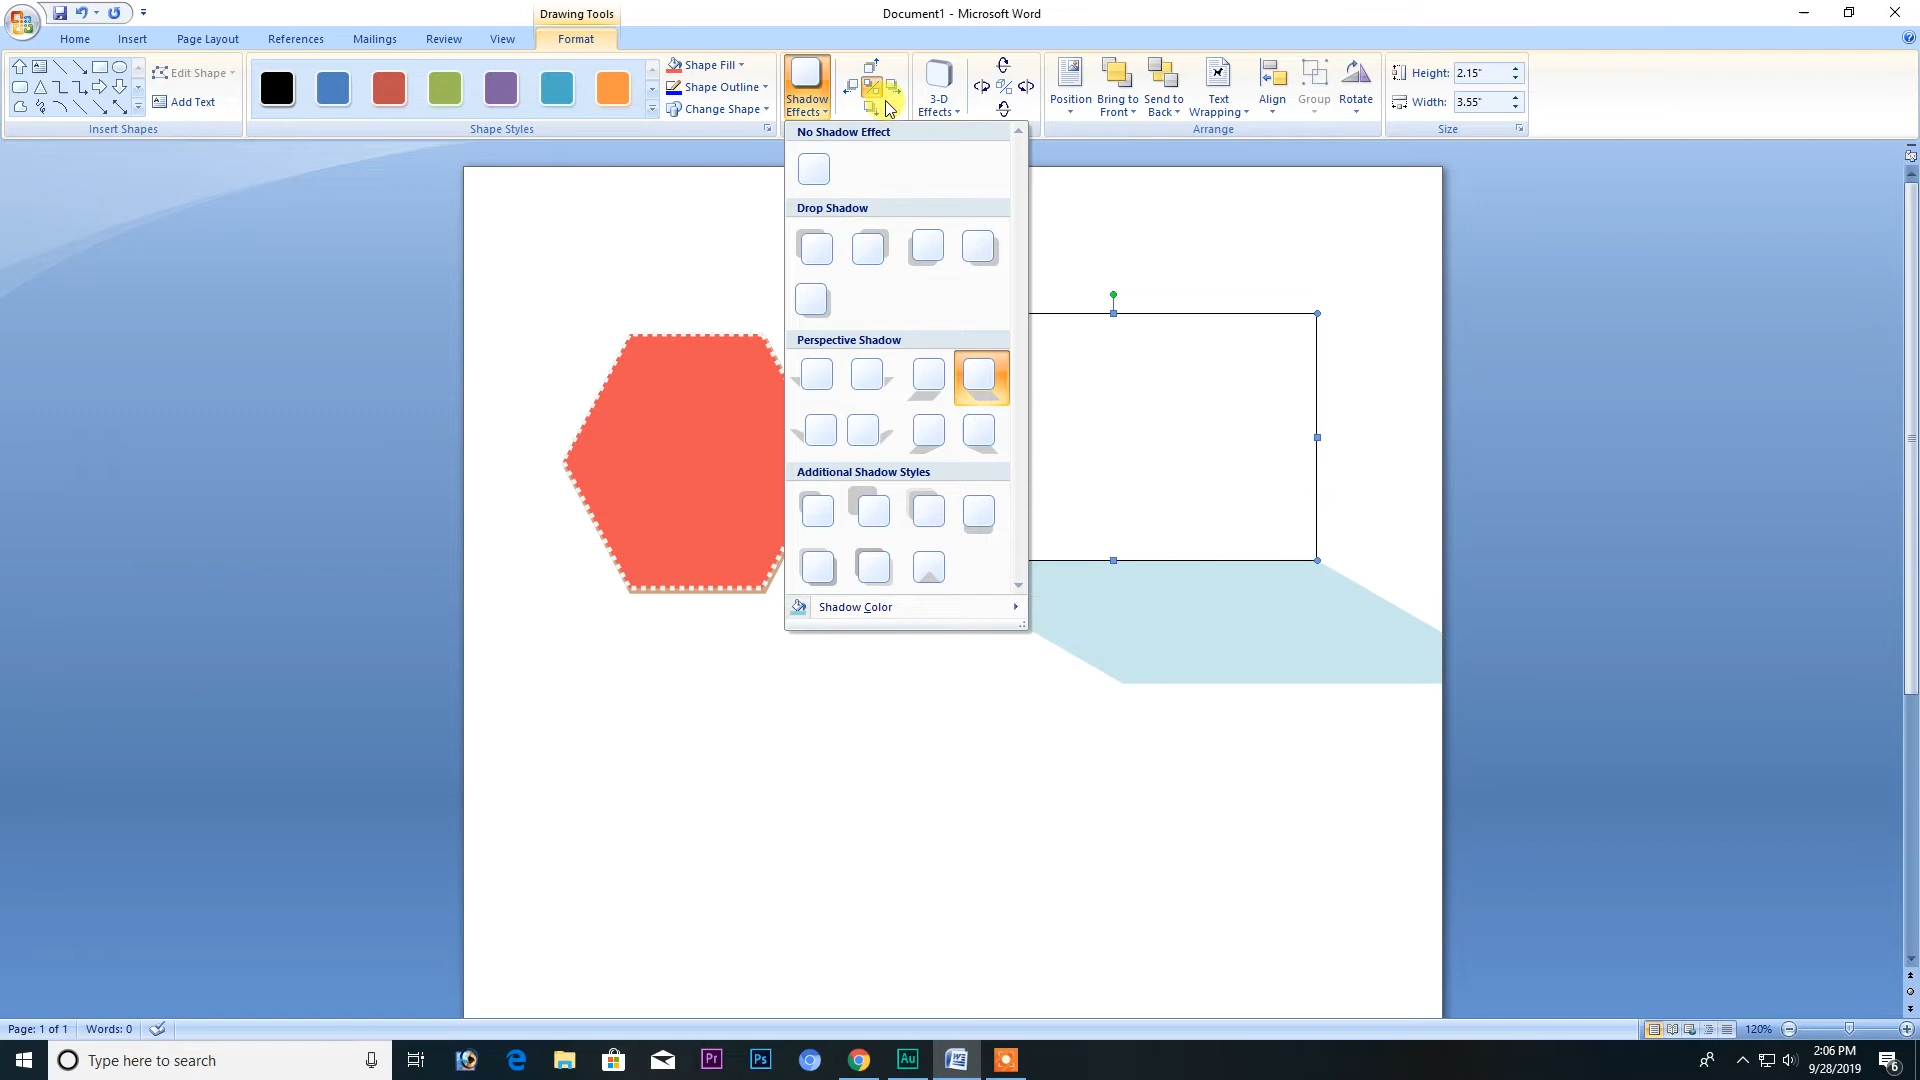 Document1 - Microsoft Word
Drawing Tools
Home Insert Page Layout References Mailings Review View Format
Edit Shape
Add Text
Insert Shapes
Shape Fill
Shape Outline
Change Shape
Shape Styles
Shadow
Effects
3-D
Effects
Position
Bring to
Front
Send to
Back
Text
Wrapping
Align
Group
Rotate
Arrange
Height: 2.15"
Width: 3.55"
Size
No Shadow Effect
Drop Shadow
Perspective Shadow
Additional Shadow Styles
Shadow Color
Page: 1 of 1
Words: 0
120%
Type here to search
Pr
Ps
Au
2:06 PM
9/28/2019
6